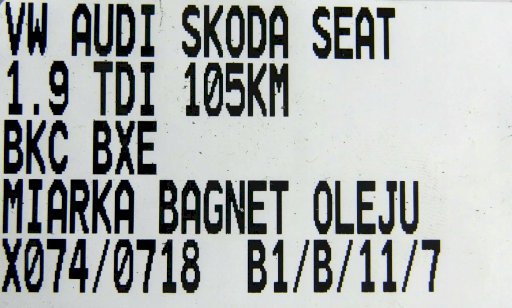 VW AUDI SKODA SEAT
1.9 TDI 105KM
BKC BXE
MIARKA BAGNET OLEJU
X074/0718 B1/B/11/7